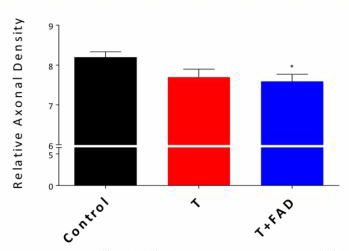 Relative Axonal Density
9
8
7
6
5
0
*
Control
T
T+FAD